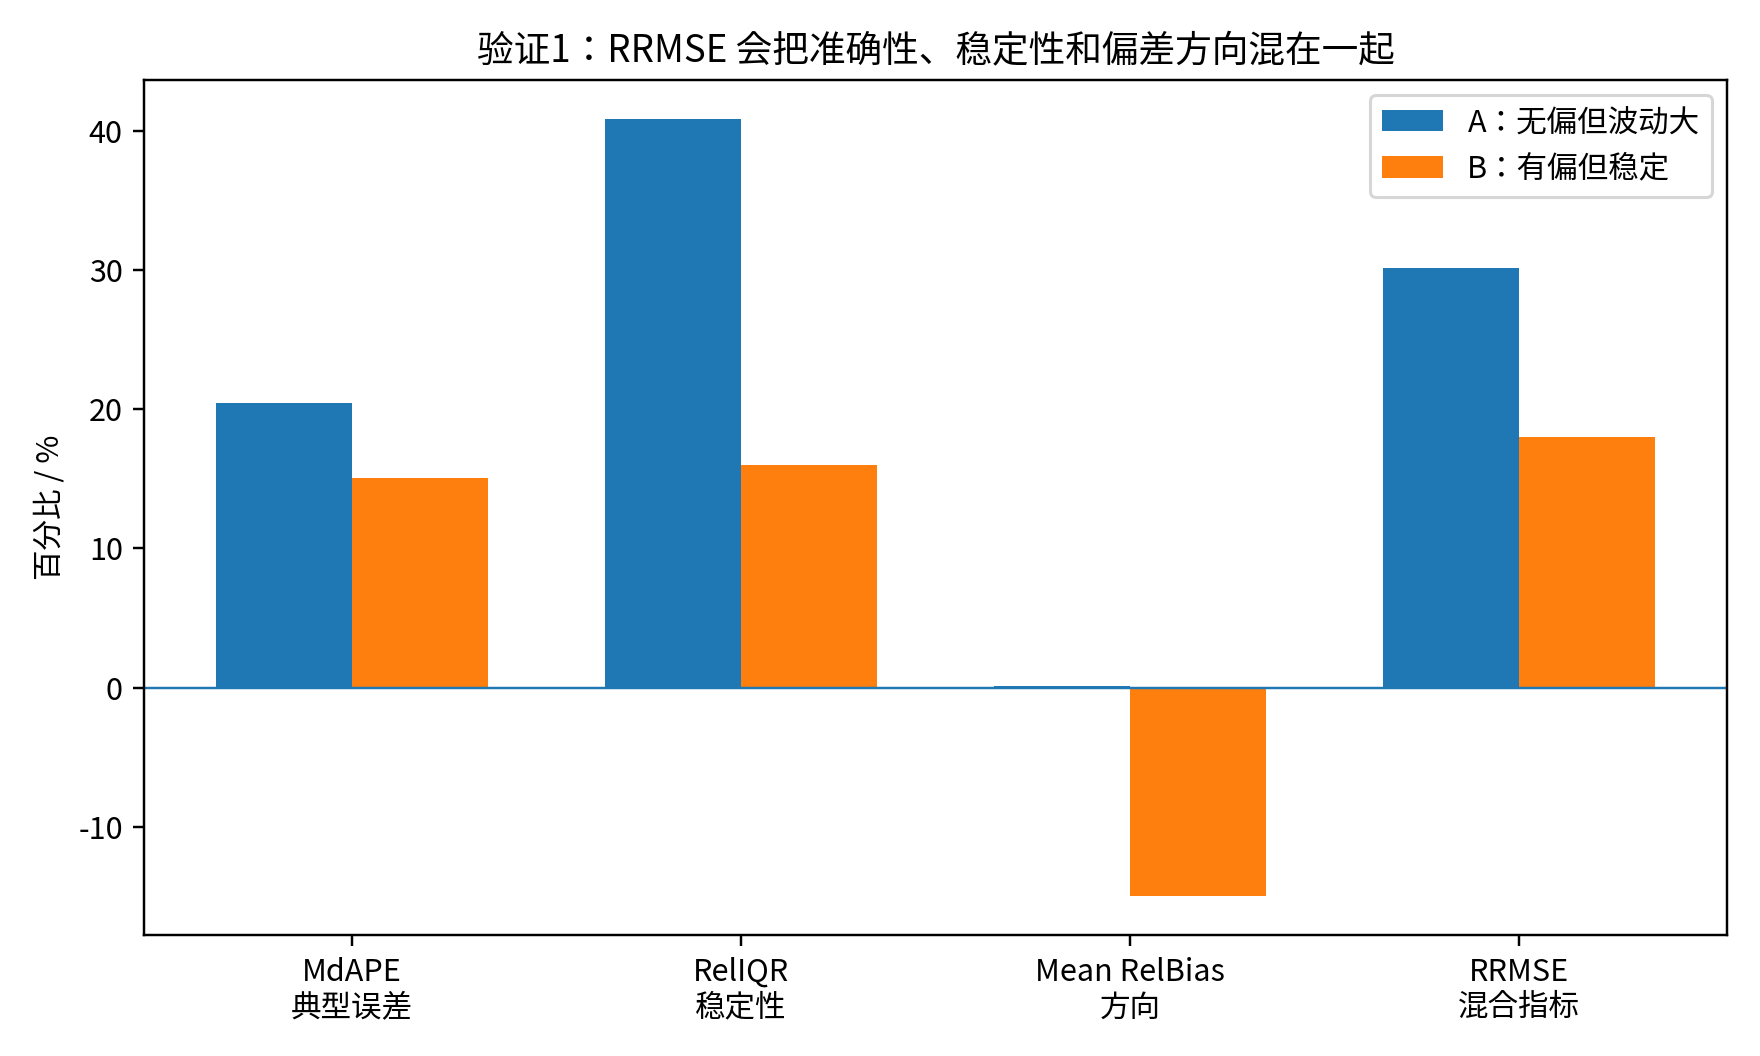 验证1：RRMSE 会把准确性、稳定性和偏差方向混在一起
A：无偏但波动大
B：有偏但稳定
百分比 / %
40
30
20
10
0
-10
MdAPE
典型误差
RelIQR
稳定性
Mean RelBias
方向
RRMSE
混合指标